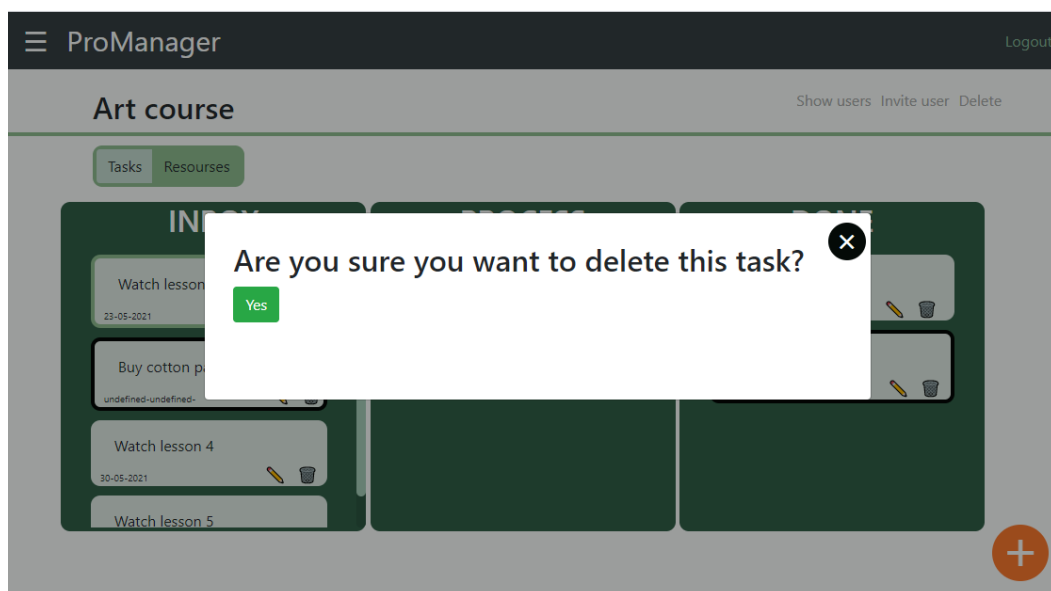 ProManager
Logout
Art course
Show users Invite user Delete
Tasks Resourses
Are you sure you want to delete this task?
Yes
Watch lesson
23-05-2021
Buy cotton
undefined-undefined-
Watch lesson 4
30-05-2021
Watch lesson 5